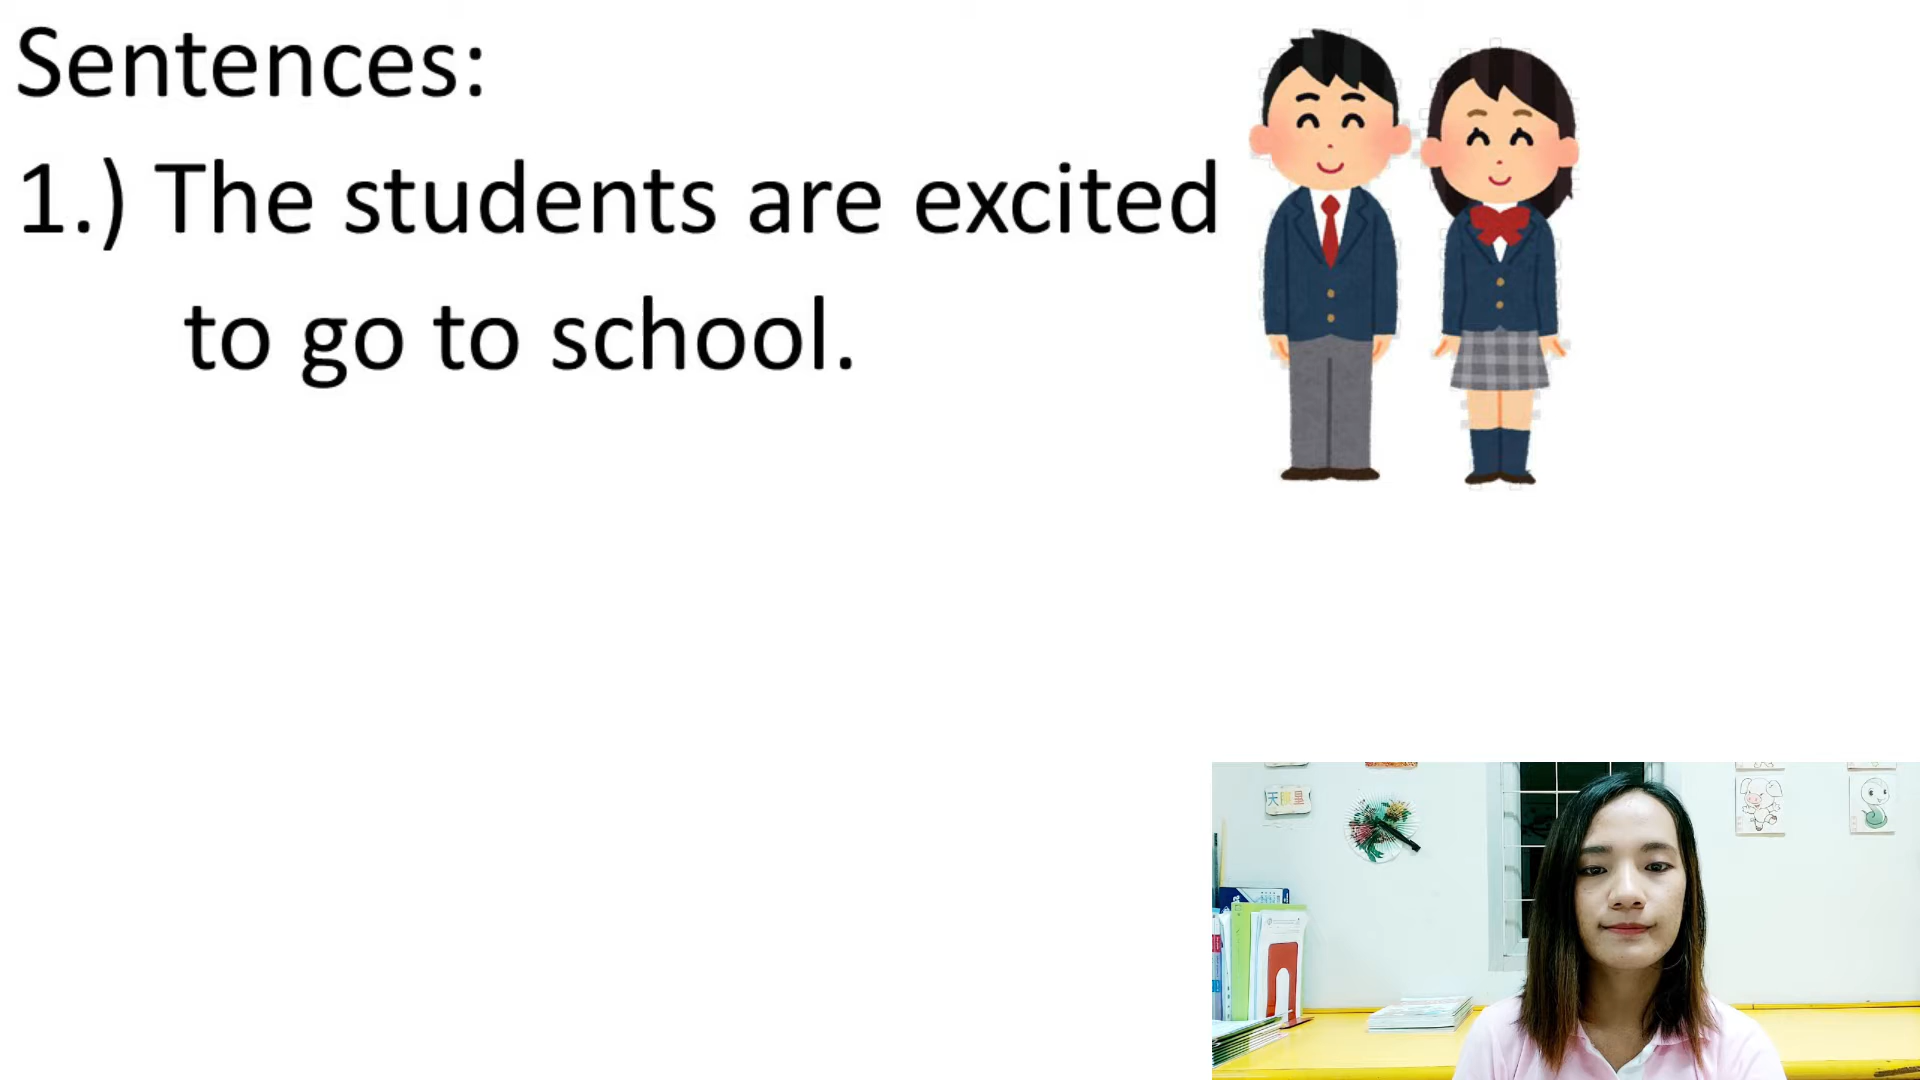 Sentences:
1.) The students are excited
to go to school.